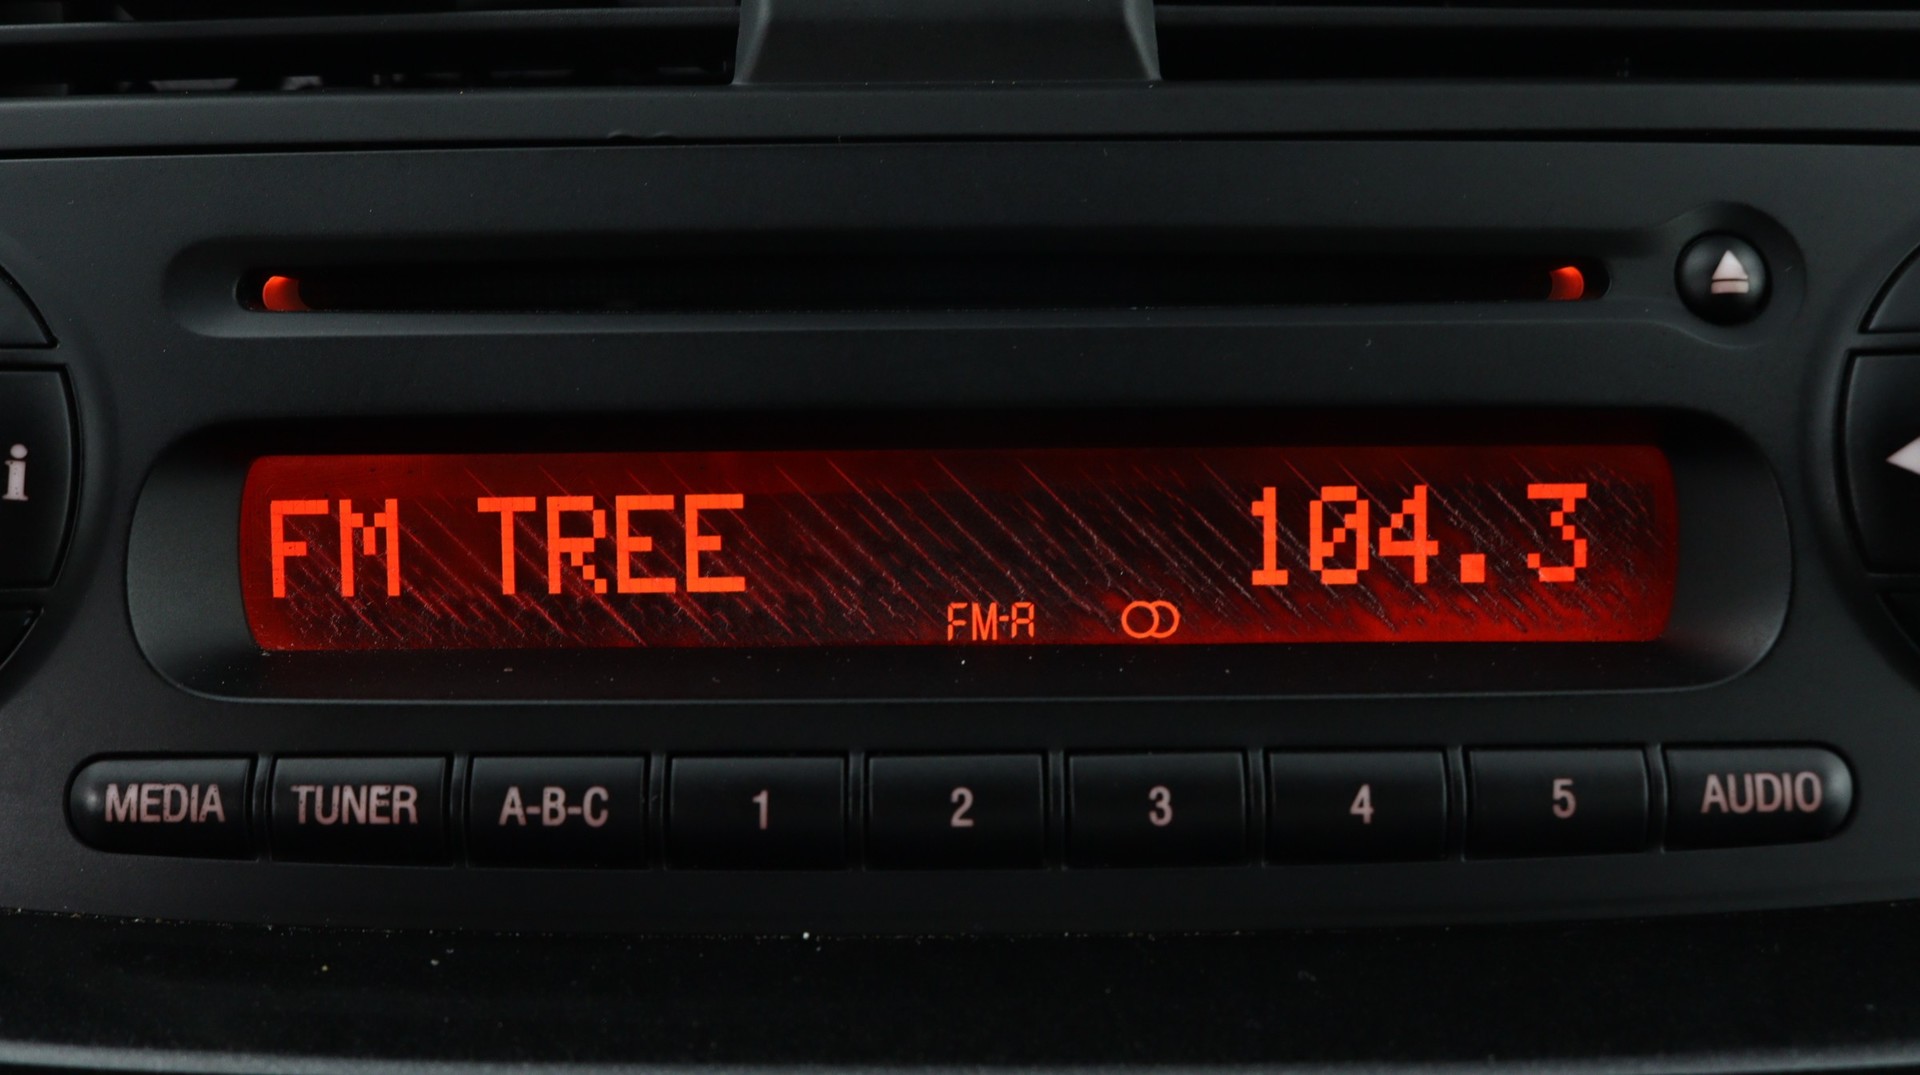 i
FM TREE 104.3
FM-A
MEDIA TUNER A-B-C 1 2 3 4 5 AUDIO